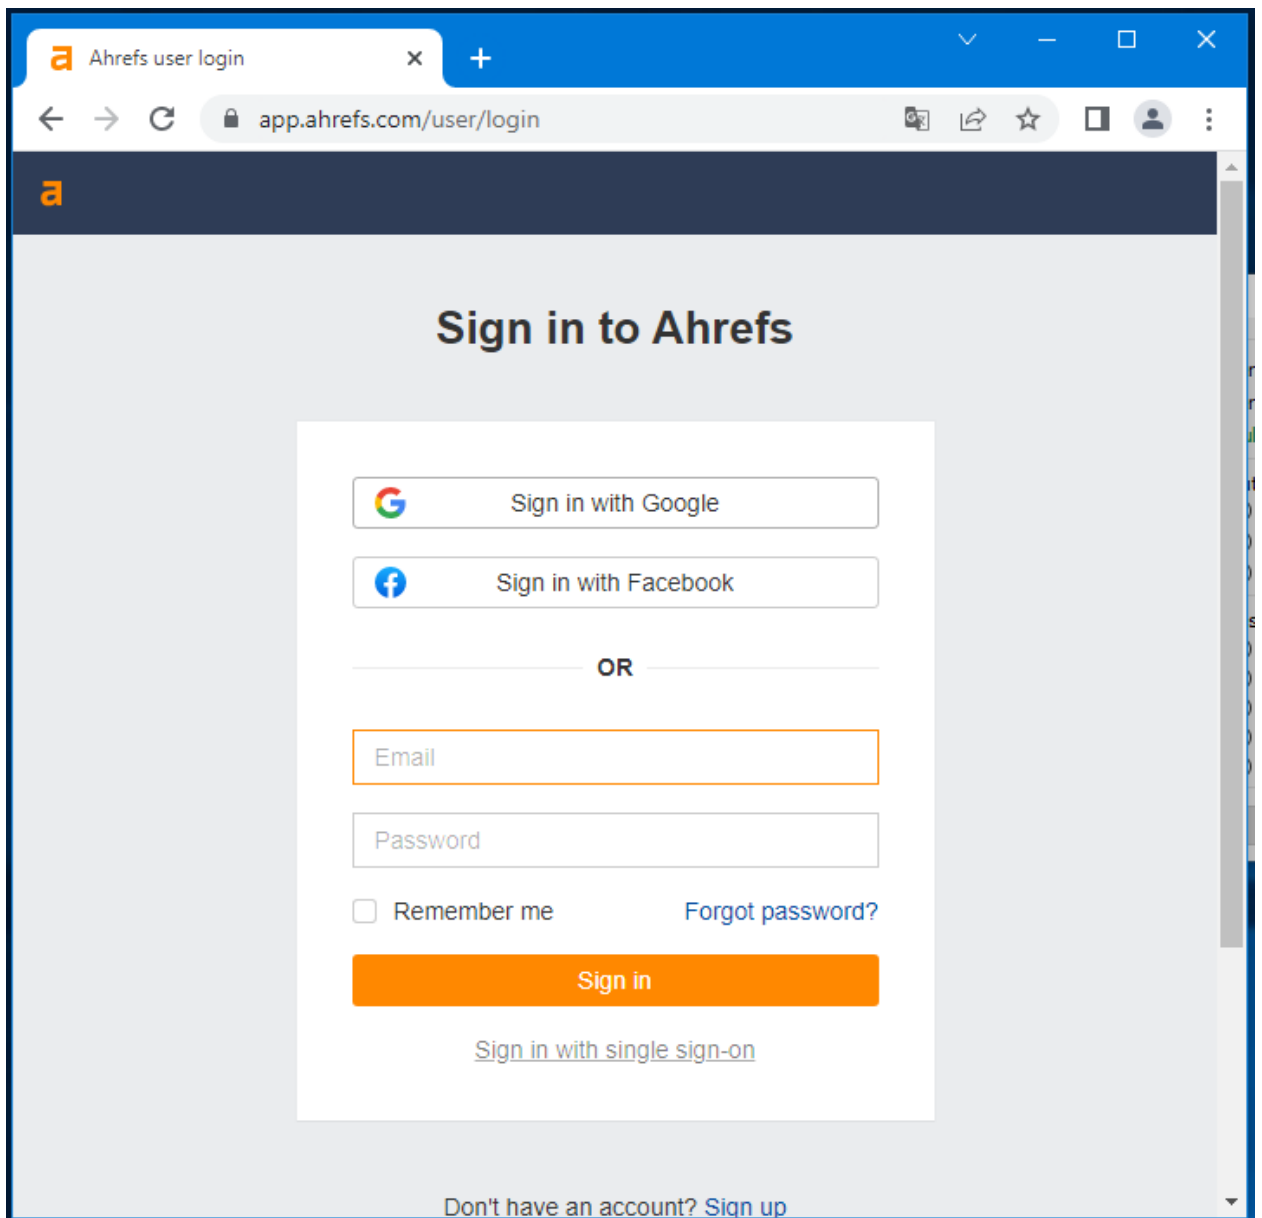 Ahrefs user login
app.ahrefs.com/user/login
a
Sign in to Ahrefs
Sign in with Google
Sign in with Facebook
OR
Email
Password
Remember me Forgot password?
Sign in
Sign in with single sign-on
Don't have an account? Sign up